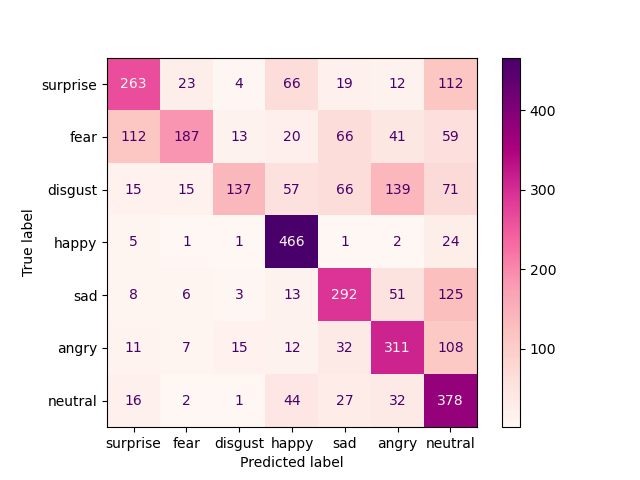 surprise 263 23 4 66 19 12 112
fear 112 187 13 20 66 41 59
disgust 15 15 137 57 66 139 71
happy 5 1 1 466 1 2 24
sad 8 6 3 13 292 51 125
angry 11 7 15 12 32 311 108
neutral 16 2 1 44 27 32 378
surprise fear disgust happy sad angry neutral
Predicted label
True label
400
300
200
100